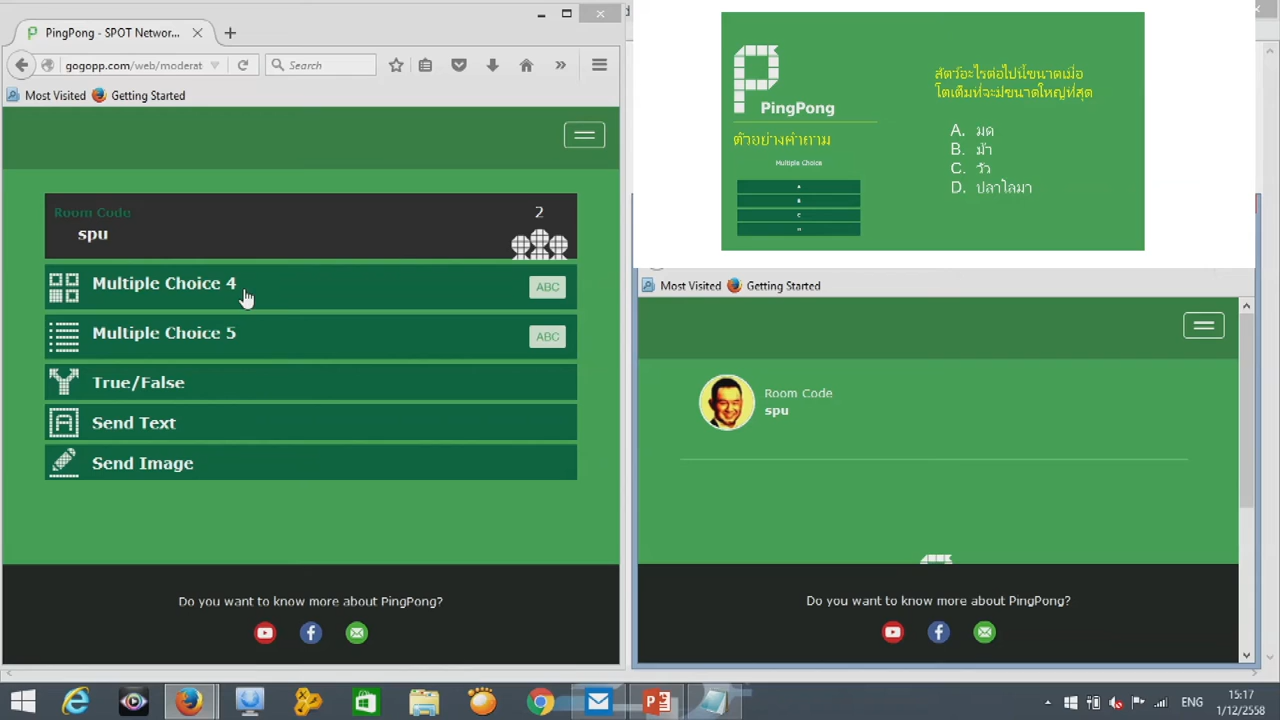 PingPong - SPOT Networ...
gogopp.com/web/moderat
Search
Most Visited
Getting Started
Room Code
spu
2
Multiple Choice 4
ABC
Multiple Choice 5
ABC
True/False
Send Text
Send Image
Do you want to know more about PingPong?
PingPong
ตัวอย่างคำถาม
Multiple Choice
A
B
C
สัตว์อะไรต่อไปนี้ขนาดเมื่อ
โตเต็มที่จะมีขนาดใหญ่ที่สุด
A. มด
B. ม้า
C. วัว
D. ปลาโลมา
Most Visited
Getting Started
Room Code
spu
Do you want to know more about PingPong?
ENG
15:17
1/12/2558